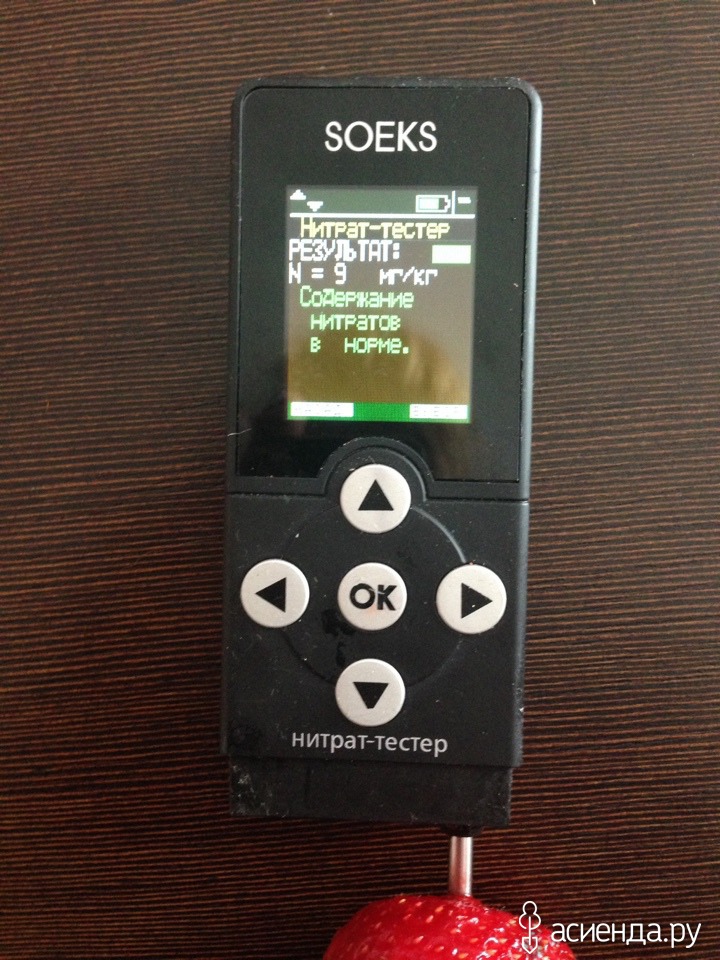 SOEKS
Нитрат-тестер
РЕЗУЛЬТАТ:
N = 9 мг/кг
Содержание
нитратов
в норме.
OK
нитрат-тестер
асиенда.ру